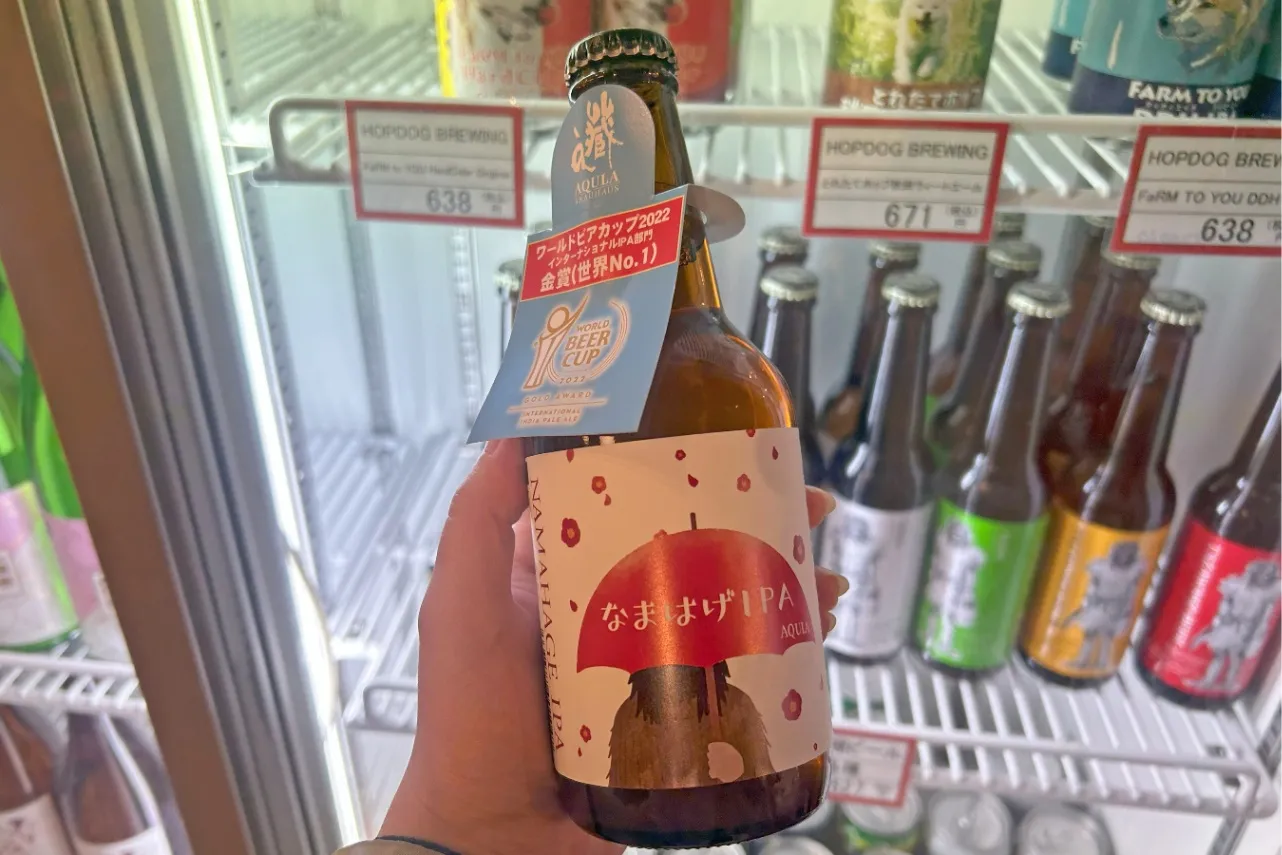 FARM TO YOU
HOPDOG BREWING
638
HOPDOG BREWING
671
HOPDOG BREW
FaRM TO YOU DDH
638
AQULA
ワールドビアカップ2022
インターナショナルIPA部門
金賞(世界No.1)
WORLD
BEER
CUP
2022
GOLD AWARD
INTERNATIONAL
INDIA PALE ALE
なまはげIPA
AQULA
NAMAHAGE IPA